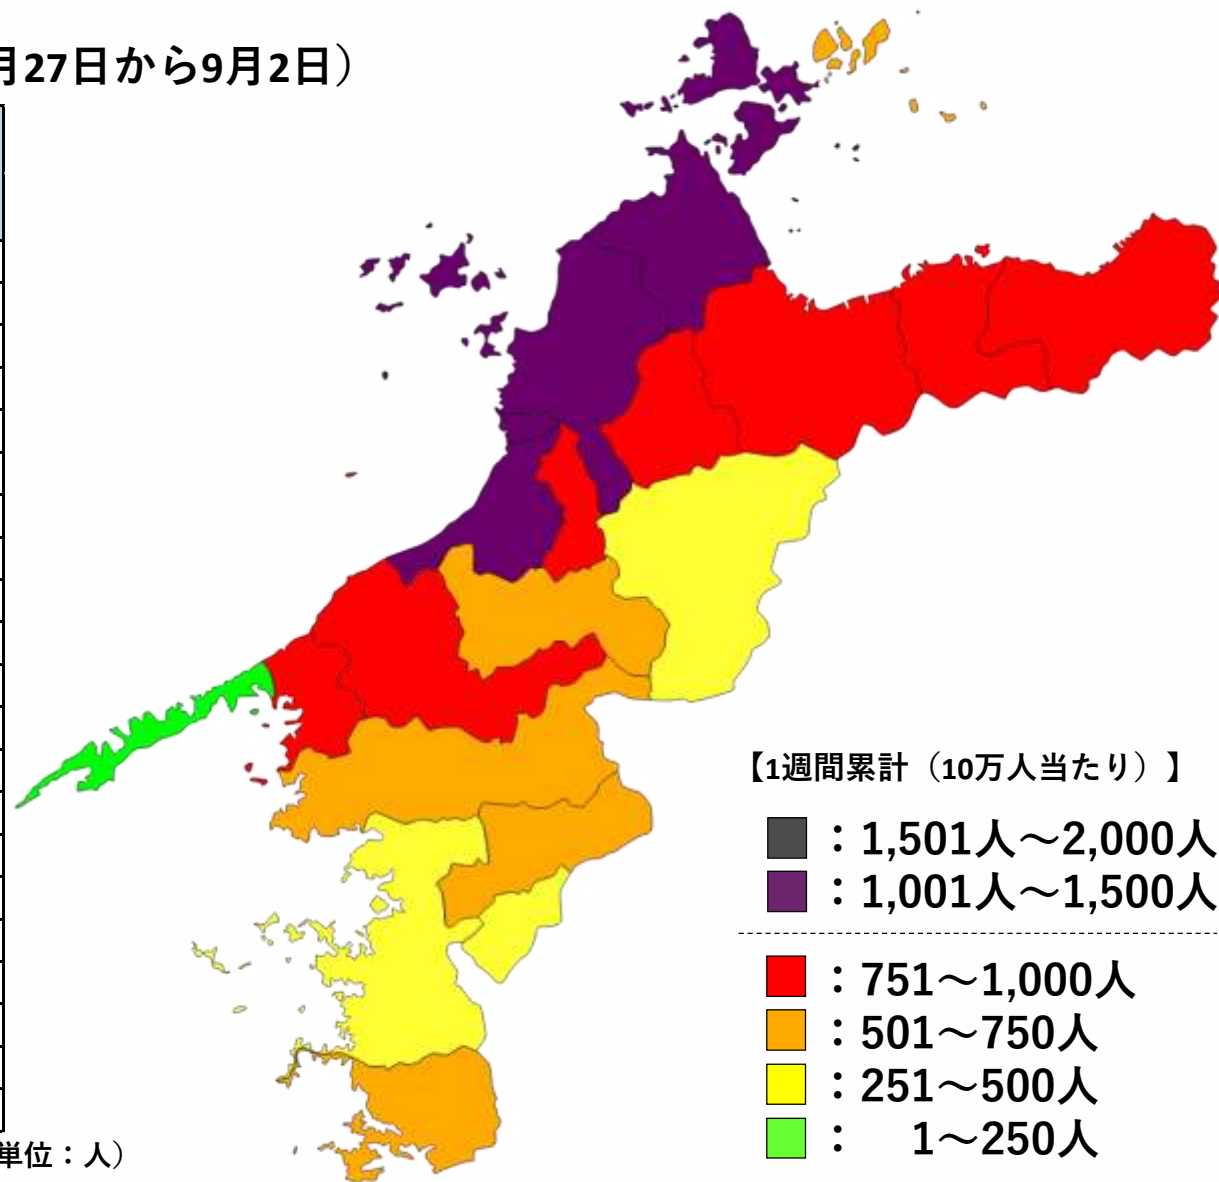 月27日から9月2日）
【1週間累計（10万人当たり）】
：1,501人～2,000人
：1,001人～1,500人
：751～1,000人
：501～750人
：251～500人
：　1～250人
単位：人）